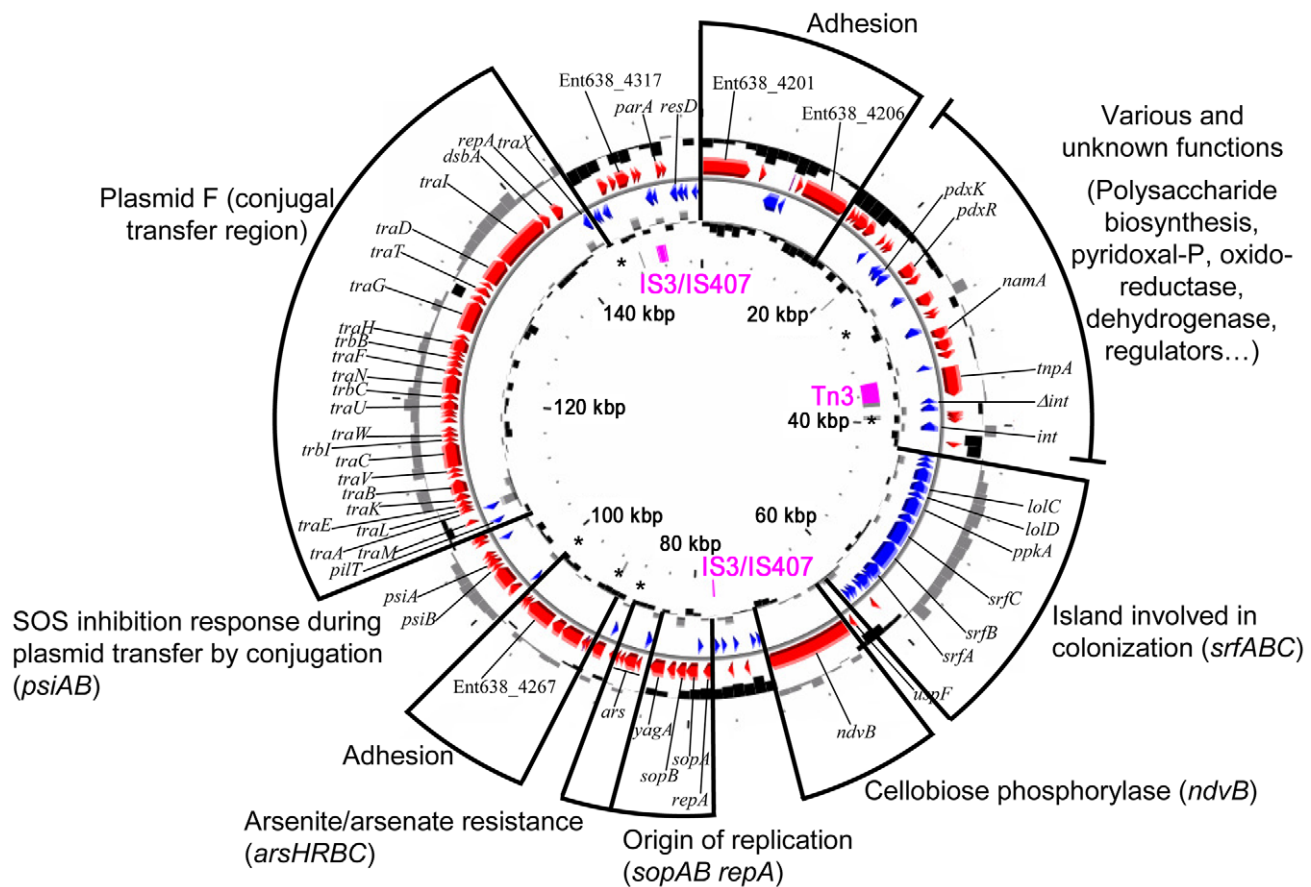 Adhesion
Ent638_4317
Ent638_4201
parA
resD
Ent638_4206
repA
traX
dsbA
traI
Plasmid F (conjugal
transfer region)
traD
traT
traG
traH
trbB
traF
traN
trbC
traU
traW
trbI
traC
traV
traB
traK
traE
traL
traA
traM
pilT
Various and
unknown functions
(Polysaccharide
biosynthesis,
pyridoxal-P, oxido-
reductase,
dehydrogenase,
regulators…)
pdxK
pdxR
namA
tnpA
Δint
int
IS3/IS407
140 kbp
20 kbp
*
*
Tn3
120 kbp
40 kbp
*
100 kbp
60 kbp
80 kbp
*
*
*
IS3/IS407
lolC
lolD
ppkA
srfC
srfB
srfA
Island involved in
colonization (srfABC)
uspF
ndvB
Cellobiose phosphorylase (ndvB)
psiA
psiB
SOS inhibition response during
plasmid transfer by conjugation
(psiAB)
Ent638_4267
ars
yagA
sopA
sopB
repA
Adhesion
Arsenite/arsenate resistance
(arsHRBC)
Origin of replication
(sopAB repA)